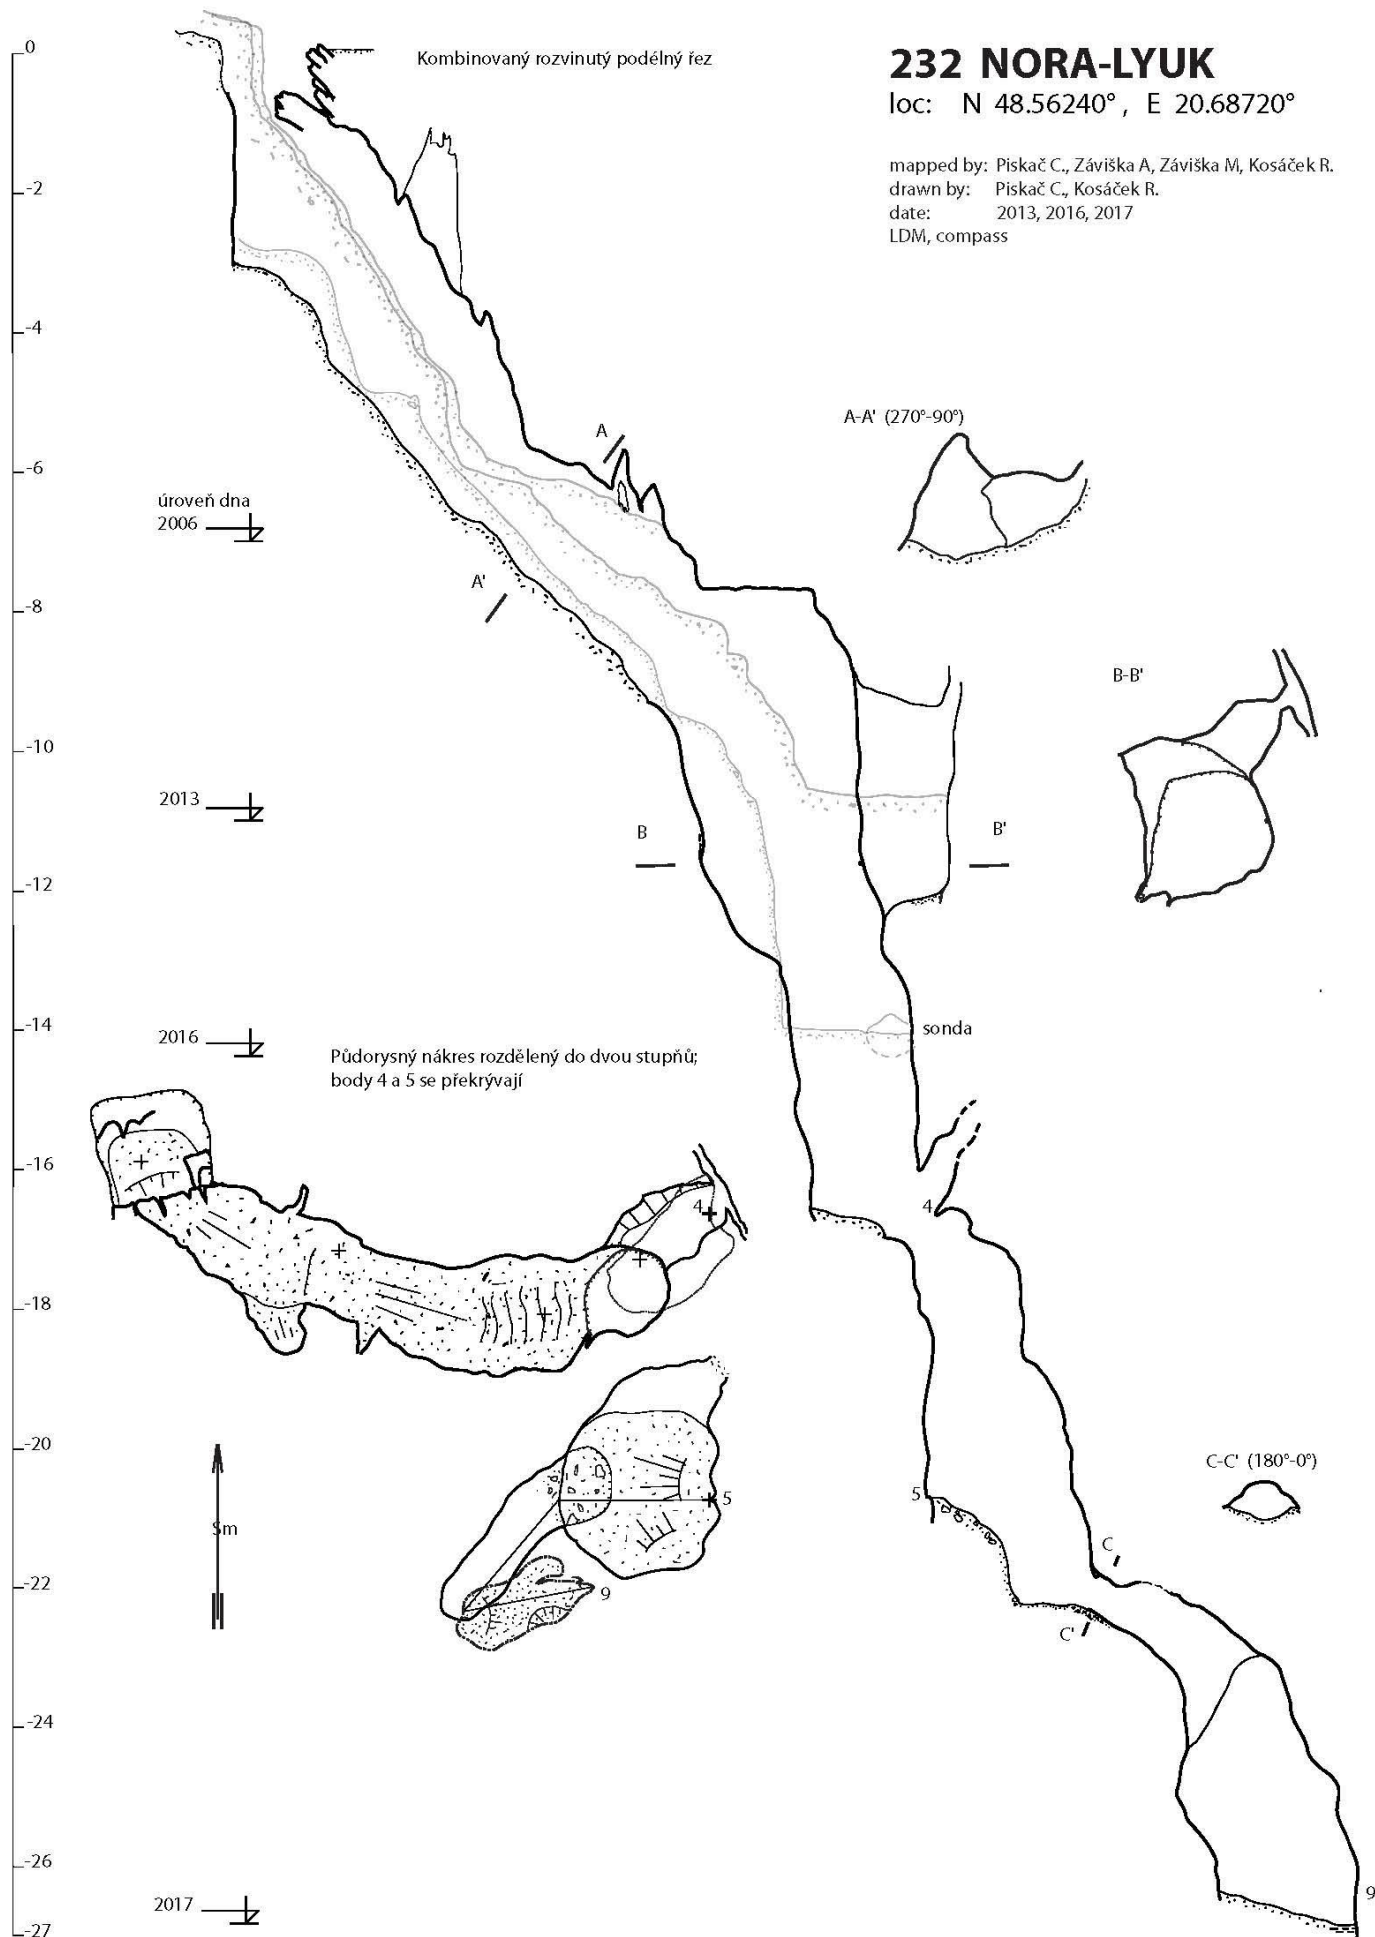 Kombinovaný rozvinutý podélný řez
232 NORA-LYUK
loc: N 48.56240° , E 20.68720°
mapped by: Piskač C., Záviška A, Záviška M, Kosáček R.
drawn by: Piskač C., Kosáček R.
date: 2013, 2016, 2017
LDM, compass
0
-2
-4
-6
-8
-10
-12
-14
-16
-18
-20
-22
-24
-26
-27
úroveň dna
2006
2013
2016
2017
A
A'
B
B'
sonda
4
5
C
C'
9
A-A' (270°-90°)
B-B'
C-C' (180°-0°)
Půdorysný nákres rozdělený do dvou stupňů;
body 4 a 5 se překrývají
4
5
9
Sm